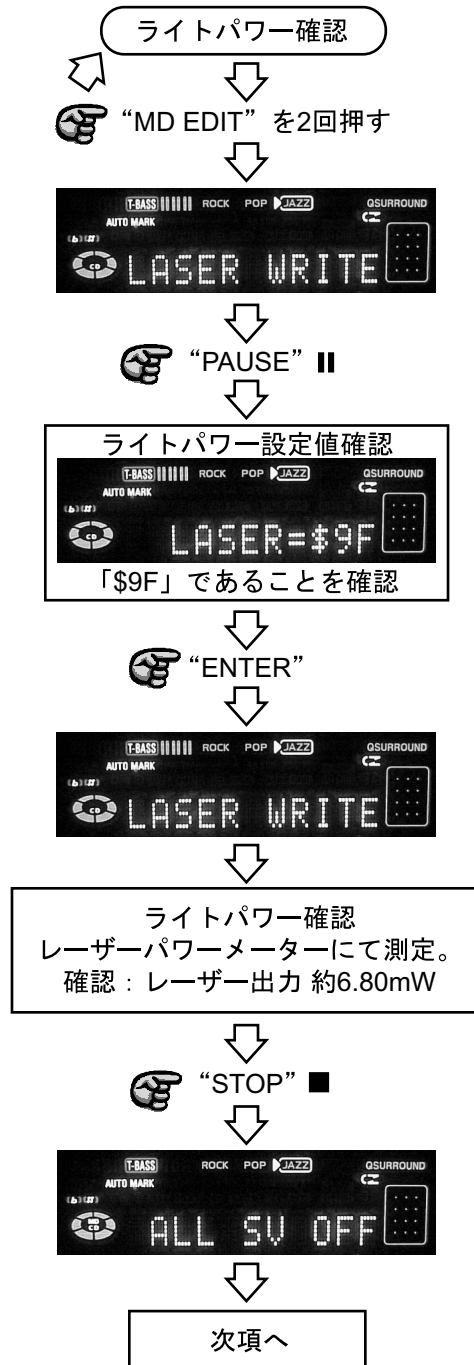 ライトパワー確認
“MD EDIT” を2回押す
T-BASS ROCK POP JAZZ QSURROUND
AUTO MARK
CD LASER WRITE
“PAUSE”
ライトパワー設定値確認
T-BASS ROCK POP JAZZ QSURROUND
AUTO MARK
CD LASER=$9F
「$9F」であることを確認
“ENTER”
T-BASS ROCK POP JAZZ QSURROUND
AUTO MARK
CD LASER WRITE
ライトパワー確認
レーザーパワーメーターにて測定。
確認：レーザー出力 約6.80mW
“STOP”
T-BASS ROCK POP JAZZ QSURROUND
AUTO MARK
MD CD ALL SV OFF
次項へ